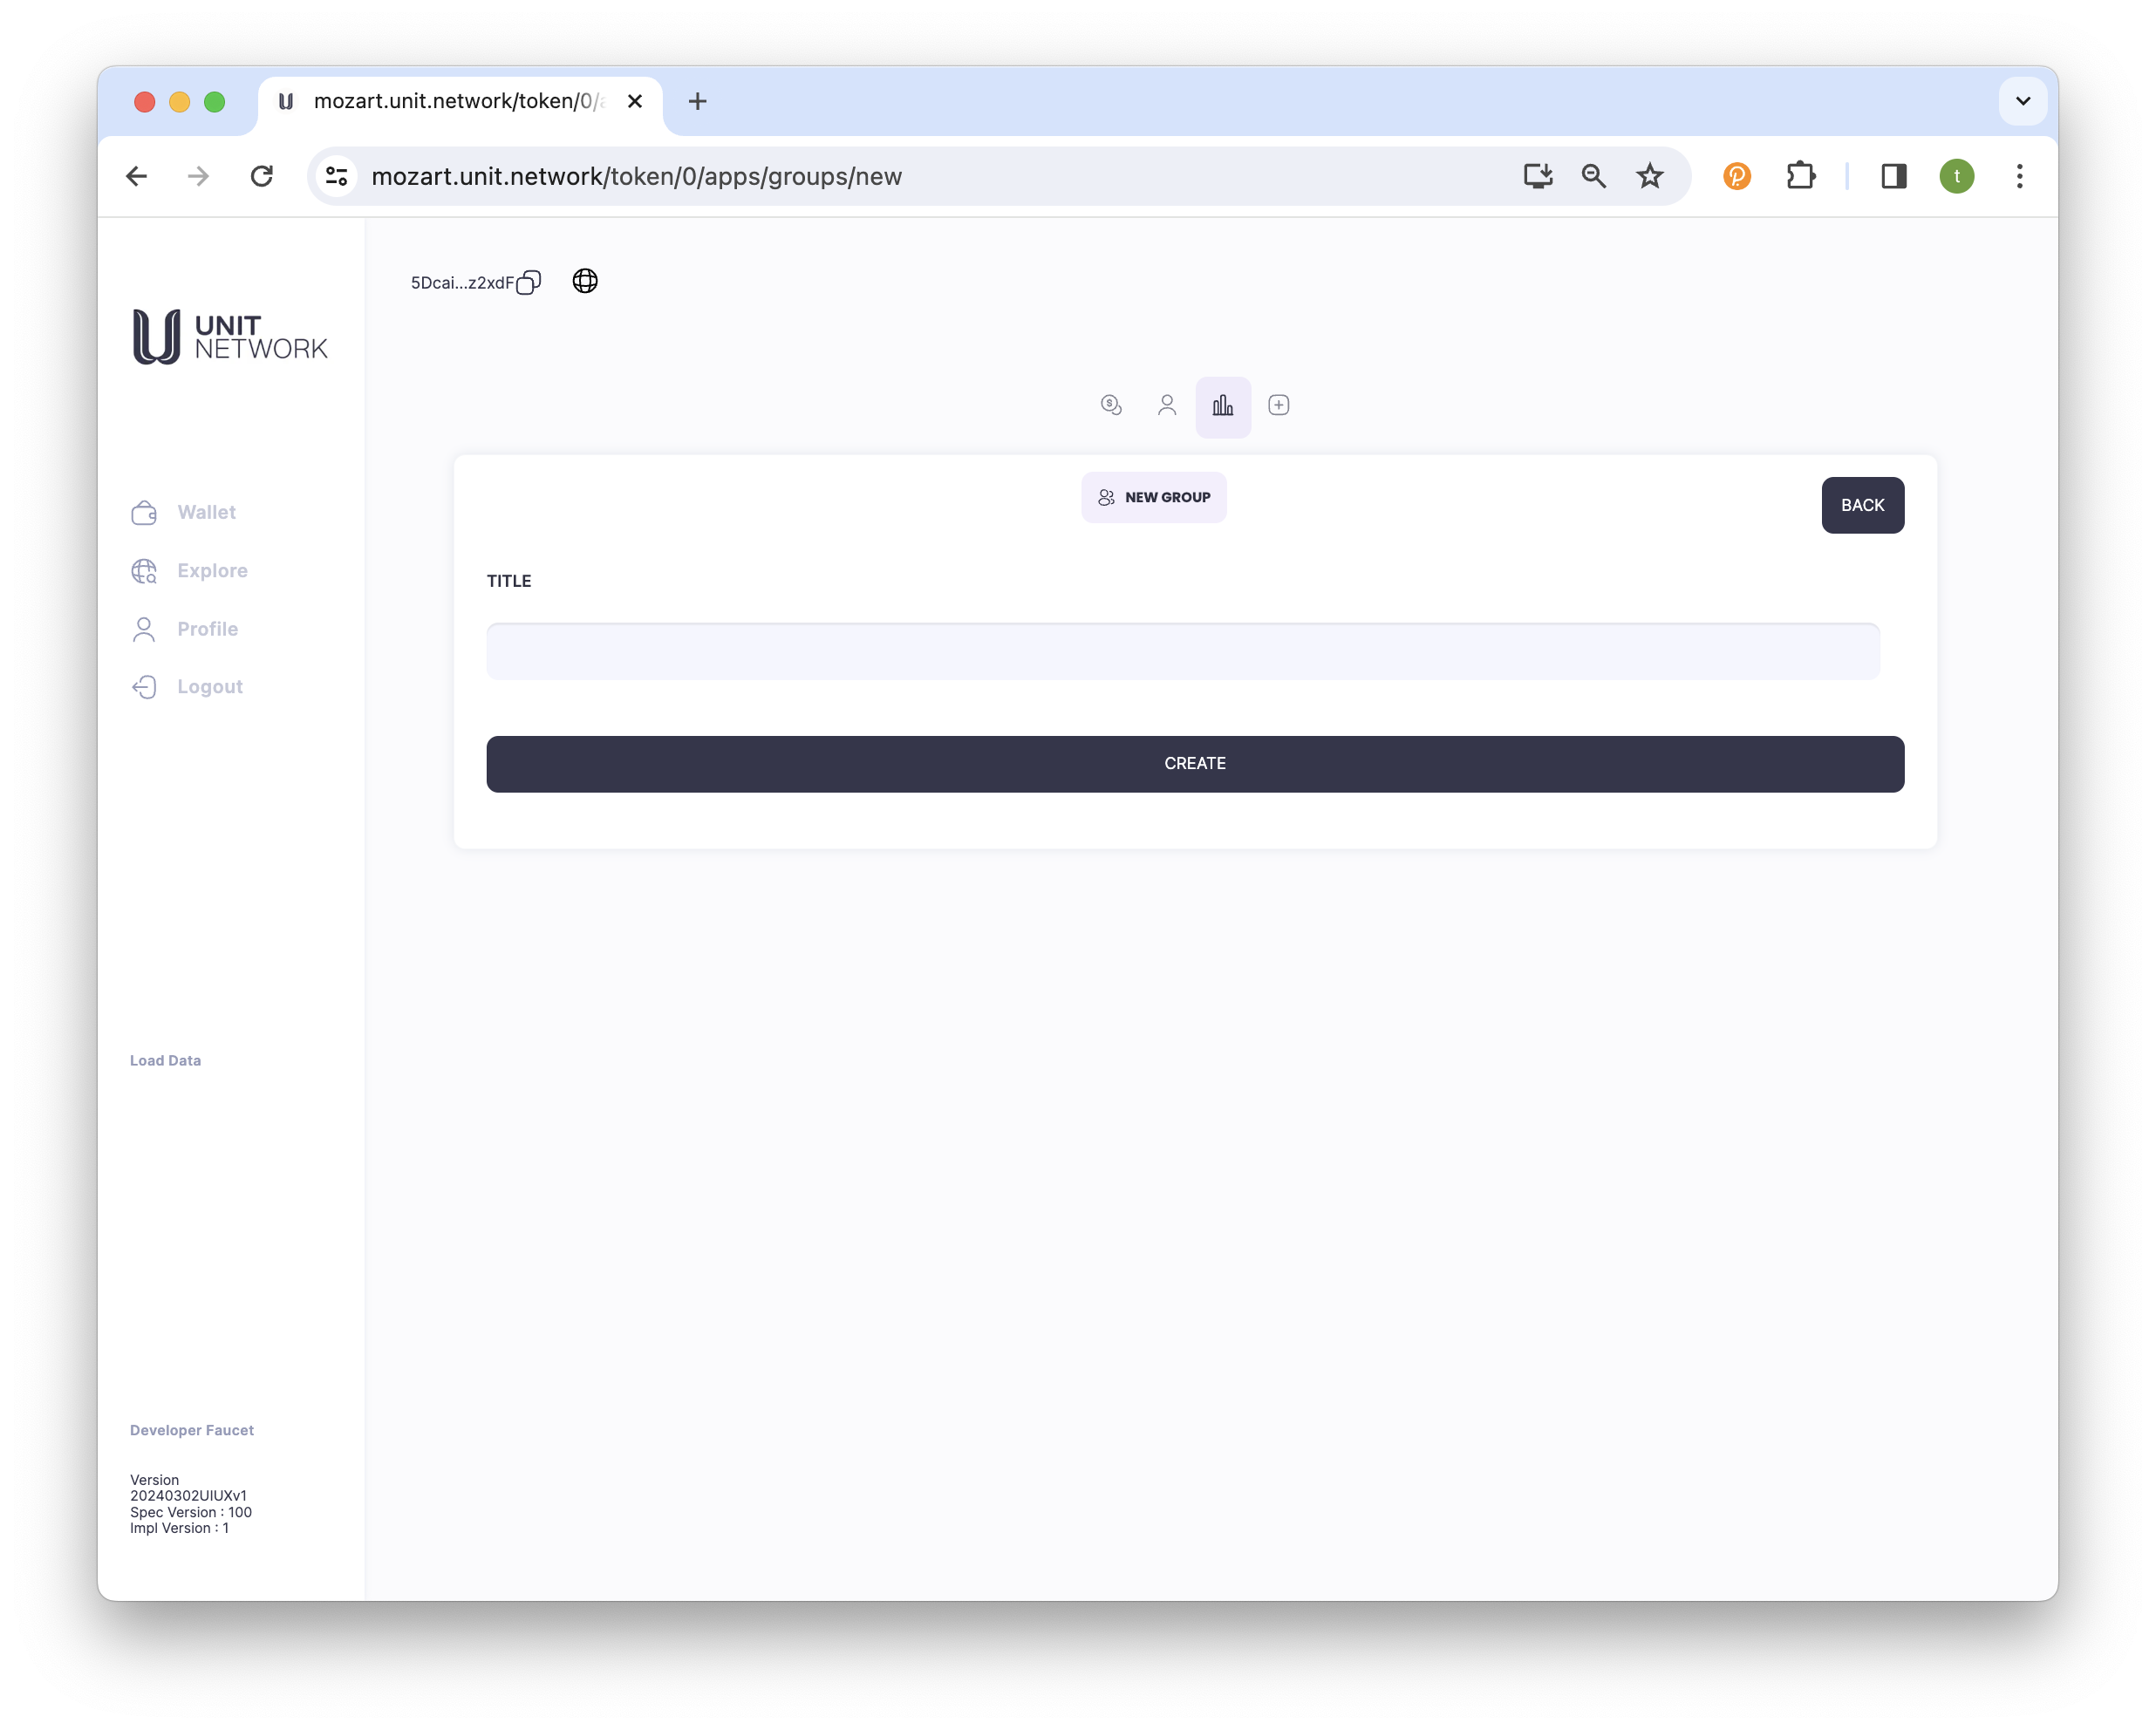 mozart.unit.network/token/0/a
mozart.unit.network/token/0/apps/groups/new
t
5Dcai...z2xdF
UNIT
NETWORK
Wallet
Explore
Profile
Logout
NEW GROUP
BACK
TITLE
CREATE
Load Data
Developer Faucet
Version
20240302UIUXv1
Spec Version : 100
Impl Version : 1